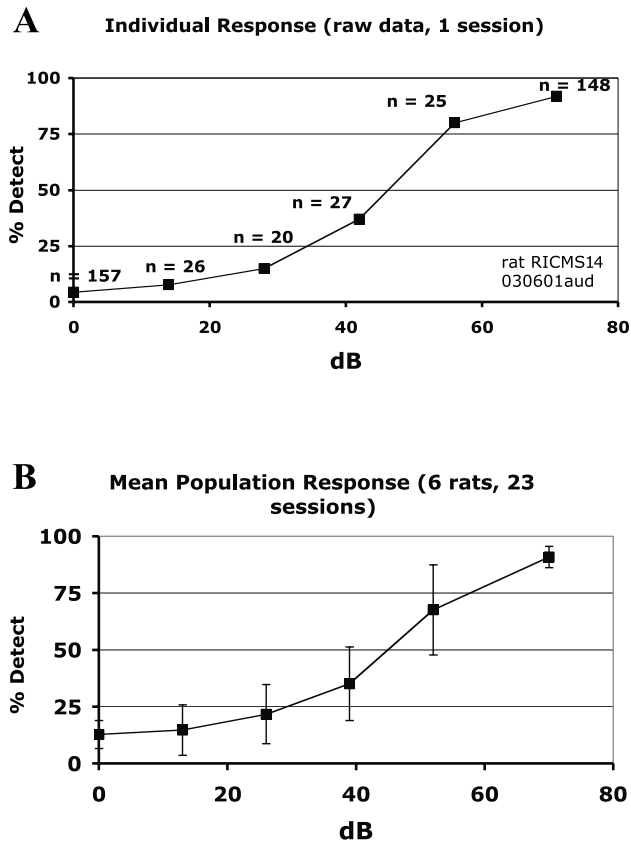 A
Individual Response (raw data, 1 session)
100
75
50
25
0
% Detect
n = 157
n = 26
n = 20
n = 27
n = 25
n = 148
rat RICMS14
030601aud
0
20
40
60
80
dB
B
Mean Population Response (6 rats, 23
sessions)
100
75
50
25
0
% Detect
0
20
40
60
80
dB